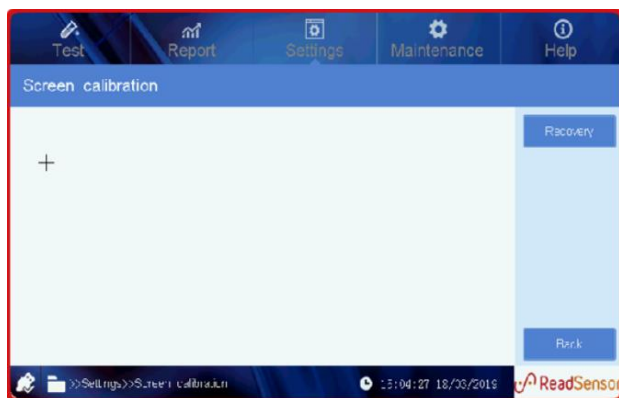 Test Report Settings Maintenance Help
Screen calibration
Recovery
Back
>>Settings>>Screen calibration
15:04:27 18/03/2019
ReadSensor